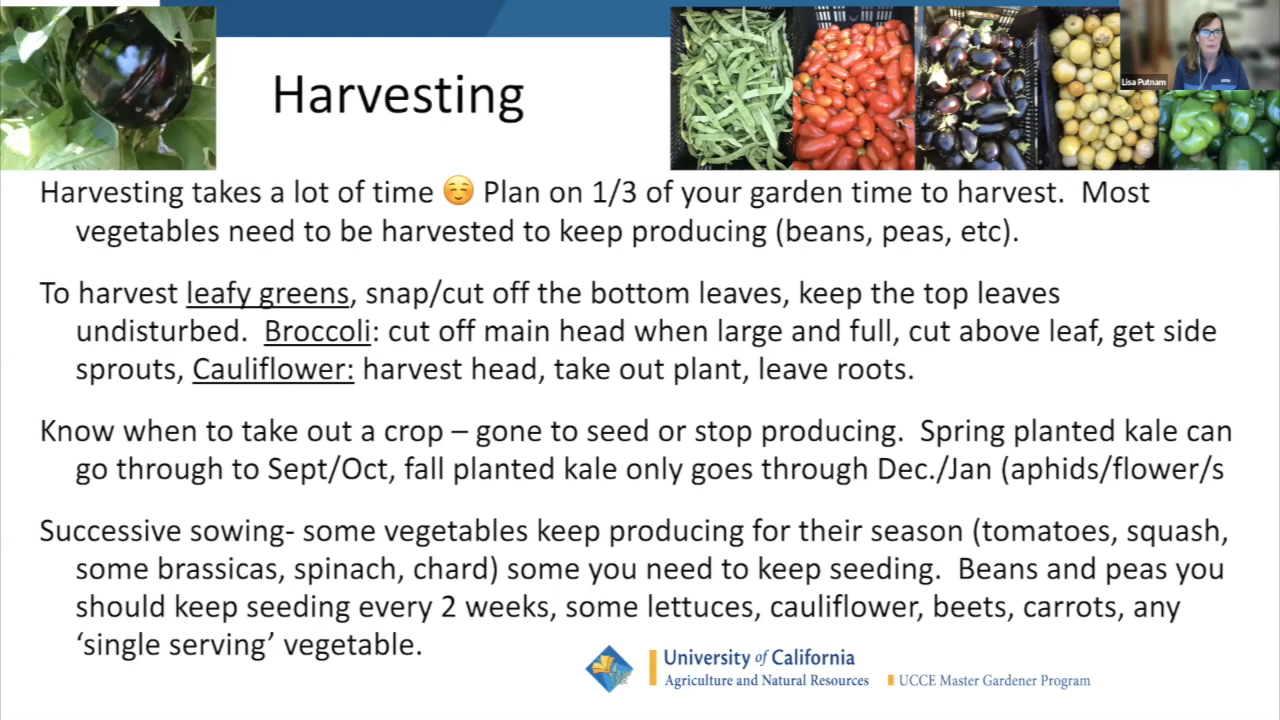 Harvesting
Lisa Putnam
Harvesting takes a lot of time ☺️ Plan on 1/3 of your garden time to harvest.  Most
vegetables need to be harvested to keep producing (beans, peas, etc).
To harvest leafy greens, snap/cut off the bottom leaves, keep the top leaves
undisturbed.  Broccoli: cut off main head when large and full, cut above leaf, get side
sprouts, Cauliflower: harvest head, take out plant, leave roots.
Know when to take out a crop – gone to seed or stop producing.  Spring planted kale can
go through to Sept/Oct, fall planted kale only goes through Dec./Jan (aphids/flower/s
Successive sowing- some vegetables keep producing for their season (tomatoes, squash,
some brassicas, spinach, chard) some you need to keep seeding.  Beans and peas you
should keep seeding every 2 weeks, some lettuces, cauliflower, beets, carrots, any
‘single serving’ vegetable.
University of California
Agriculture and Natural Resources
UCCE Master Gardener Program